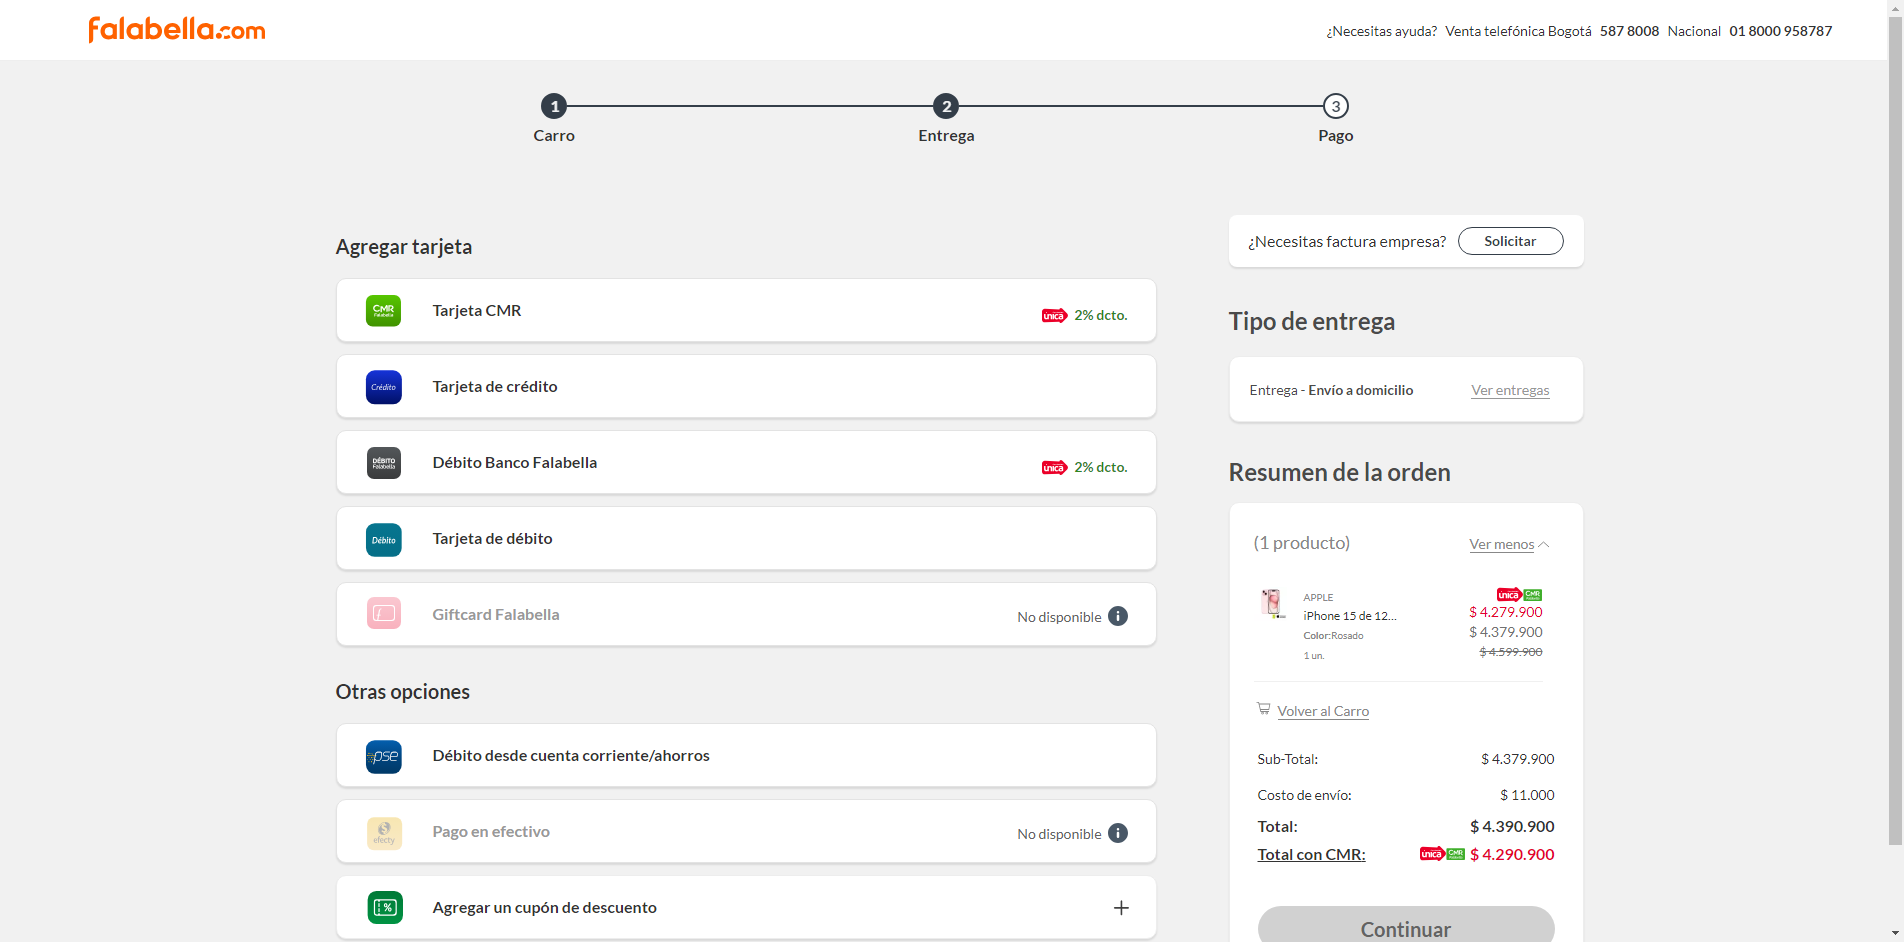 falabella.com
¿Necesitas ayuda? Venta telefónica Bogotá 587 8008 Nacional 01 8000 958787
1 2 3
Carro Entrega Pago
Agregar tarjeta
CMR Falabella Tarjeta CMR única 2% dcto.
Crédito Tarjeta de crédito
DÉBITO Falabella Débito Banco Falabella única 2% dcto.
Débito Tarjeta de débito
Giftcard Falabella No disponible i
Otras opciones
pse Débito desde cuenta corriente/ahorros
efecty Pago en efectivo No disponible i
% Agregar un cupón de descuento +
¿Necesitas factura empresa? Solicitar
Tipo de entrega
Entrega - Envío a domicilio Ver entregas
Resumen de la orden
(1 producto) Ver menos
única CMR
APPLE $ 4.279.900
iPhone 15 de 12... $ 4.379.900
Color:Rosado $ 4.599.900
1 un.
Volver al Carro
Sub-Total: $ 4.379.900
Costo de envío: $ 11.000
Total: $ 4.390.900
Total con CMR: única CMR $ 4.290.900
Continuar